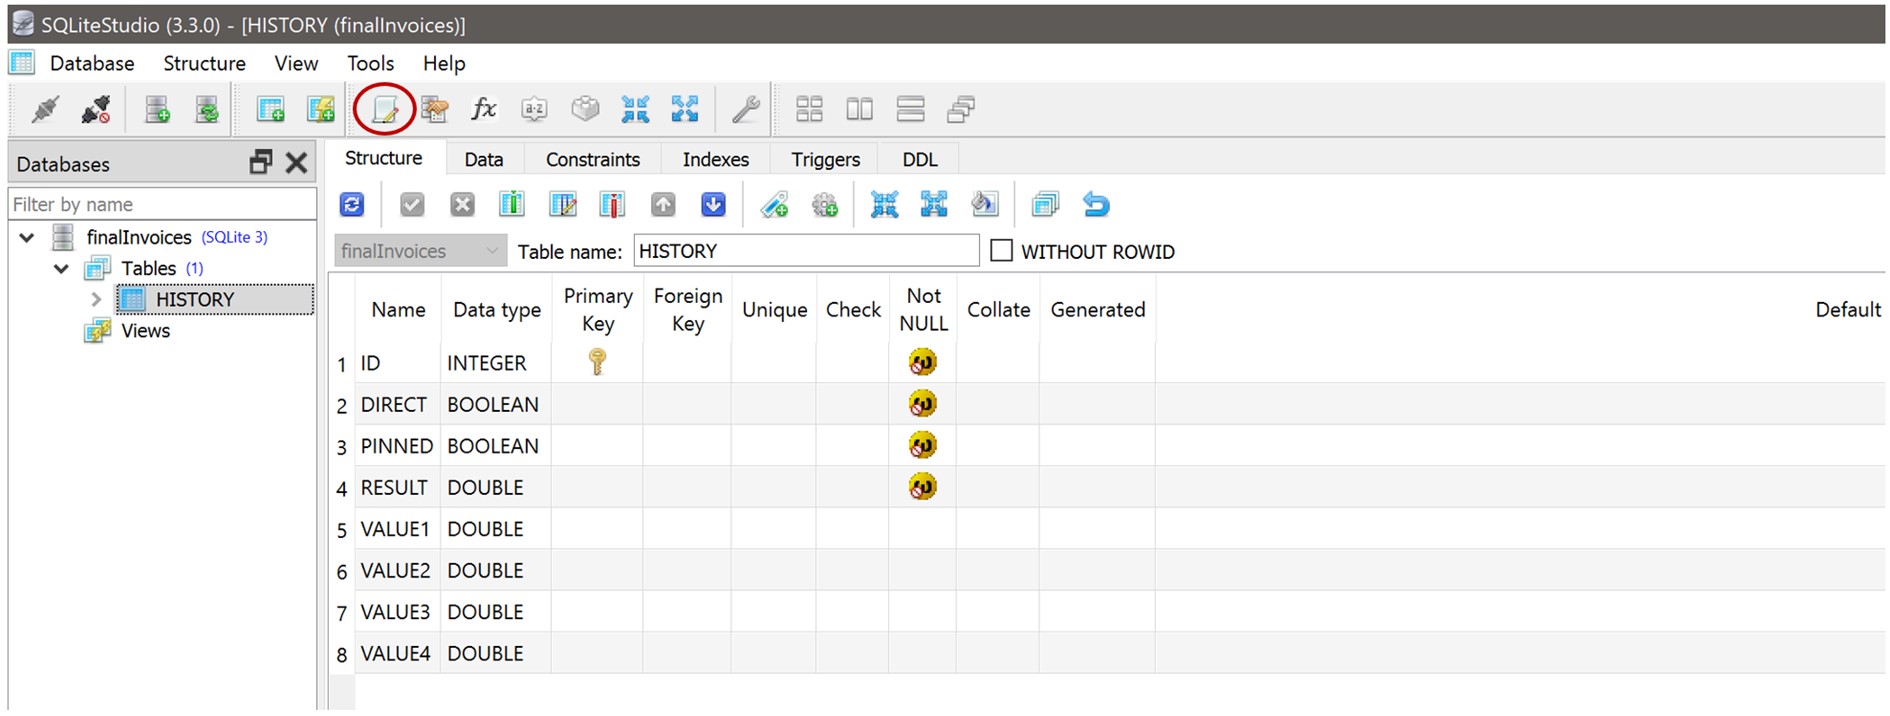 SQLiteStudio (3.3.0) - [HISTORY (finalInvoices)]
Database Structure View Tools Help
fx a-z
Databases
Filter by name
finalInvoices (SQLite 3)
Tables (1)
HISTORY
Views
Structure Data Constraints Indexes Triggers DDL
finalInvoices Table name: HISTORY WITHOUT ROWID
Name Data type Primary Key Foreign Key Unique Check Not NULL Collate Generated Default
1 ID INTEGER
2 DIRECT BOOLEAN
3 PINNED BOOLEAN
4 RESULT DOUBLE
5 VALUE1 DOUBLE
6 VALUE2 DOUBLE
7 VALUE3 DOUBLE
8 VALUE4 DOUBLE